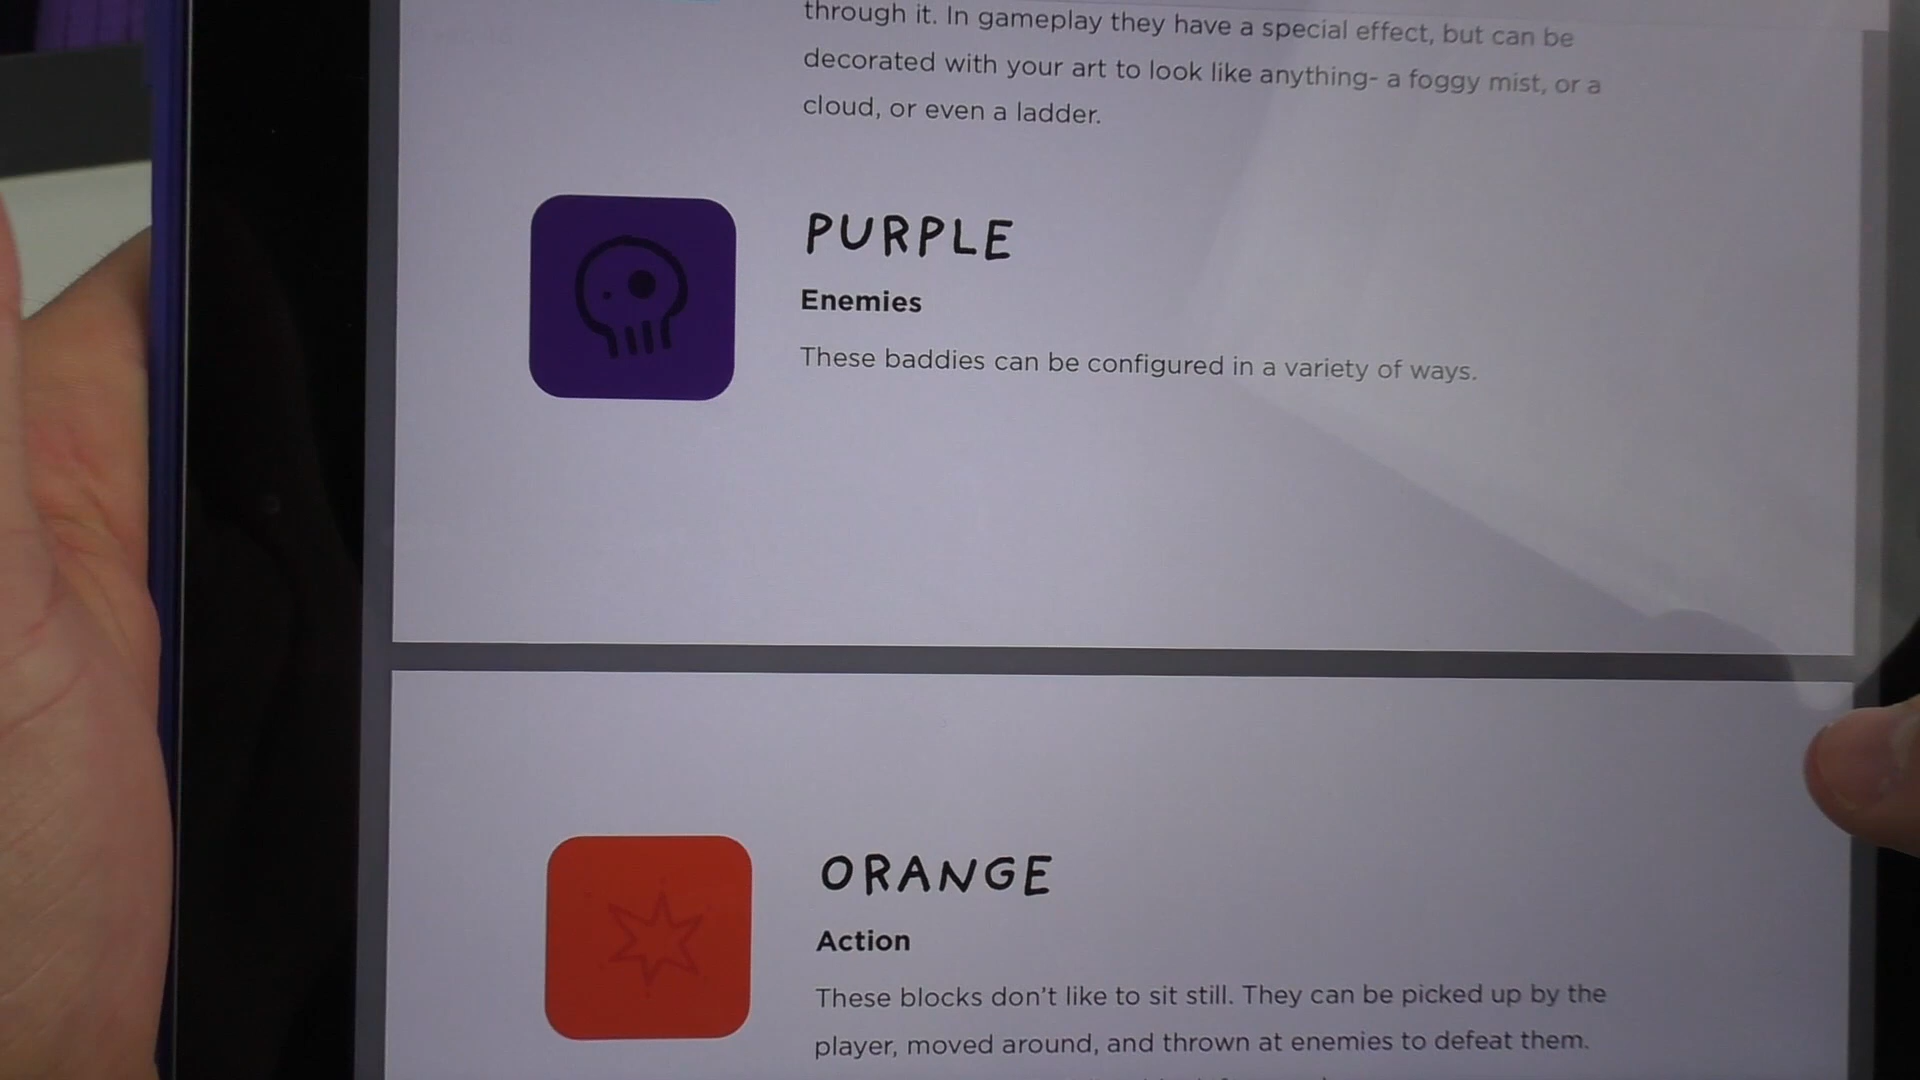 through it. In gameplay they have a special effect, but can be
decorated with your art to look like anything- a foggy mist, or a
cloud, or even a ladder.
PURPLE
Enemies
These baddies can be configured in a variety of ways.
ORANGE
Action
These blocks don't like to sit still. They can be picked up by the
player, moved around, and thrown at enemies to defeat them.